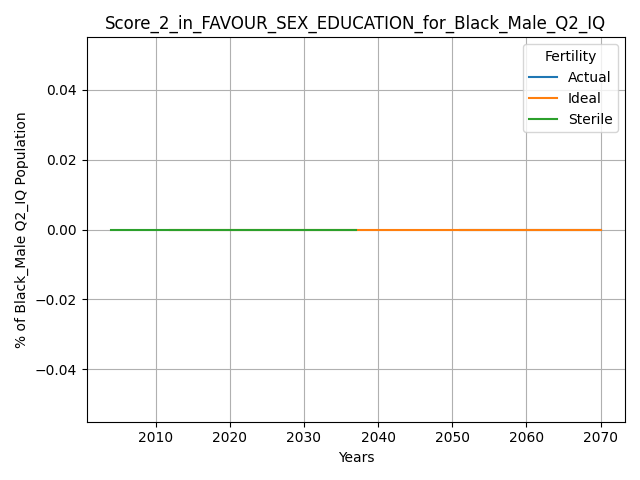 Score_2_in_FAVOUR_SEX_EDUCATION_for_Black_Male_Q2_IQ
Fertility
Actual
Ideal
Sterile
% of Black_Male Q2_IQ Population
0.04
0.02
0.00
−0.02
−0.04
2010 2020 2030 2040 2050 2060 2070
Years